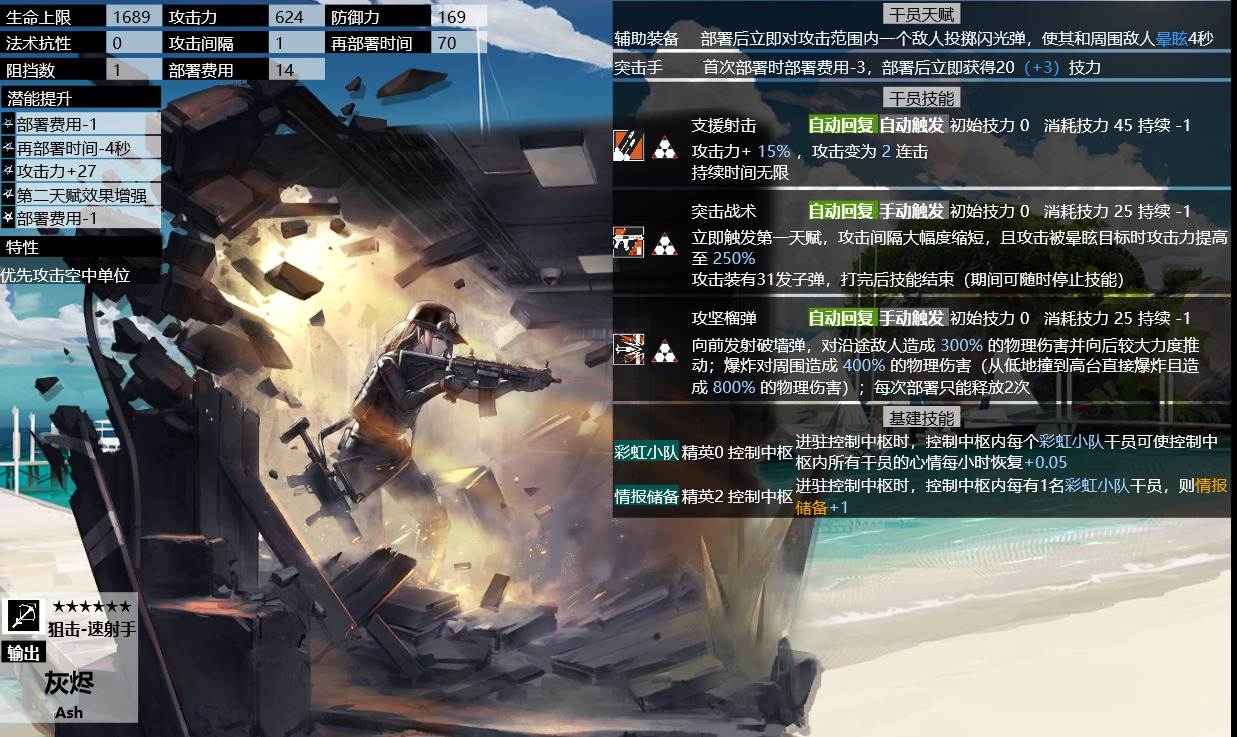 生命上限 1689 攻击力 624 防御力 169
法术抗性 0 攻击间隔 1 再部署时间 70
阻挡数 1 部署费用 14
潜能提升
部署费用-1
再部署时间-4秒
攻击力+27
第二天赋效果增强
部署费用-1
特性
优先攻击空中单位
★★★★★★
狙击-速射手
输出
灰烬
Ash
干员天赋
辅助装备 部署后立即对攻击范围内一个敌人投掷闪光弹，使其和周围敌人晕眩4秒
突击手 首次部署时部署费用-3，部署后立即获得20（+3）技力
干员技能
支援射击 自动回复 自动触发 初始技力 0 消耗技力 45 持续 -1
攻击力+ 15% ，攻击变为 2 连击
持续时间无限
突击战术 自动回复 手动触发 初始技力 0 消耗技力 25 持续 -1
立即触发第一天赋，攻击间隔大幅度缩短，且攻击被晕眩目标时攻击力提高
至 250%
攻击装有31发子弹，打完后技能结束（期间可随时停止技能）
攻坚榴弹 自动回复 手动触发 初始技力 0 消耗技力 25 持续 -1
向前发射破墙弹，对沿途敌人造成 300% 的物理伤害并向后较大力度推
动；爆炸对周围造成 400% 的物理伤害（从低地撞到高台直接爆炸且造
成 800% 的物理伤害）；每次部署只能释放2次
基建技能
彩虹小队 精英0 控制中枢 进驻控制中枢时，控制中枢内每个彩虹小队干员可使控制中
枢内所有干员的心情每小时恢复+0.05
情报储备 精英2 控制中枢 进驻控制中枢时，控制中枢内每有1名彩虹小队干员，则情报
储备+1